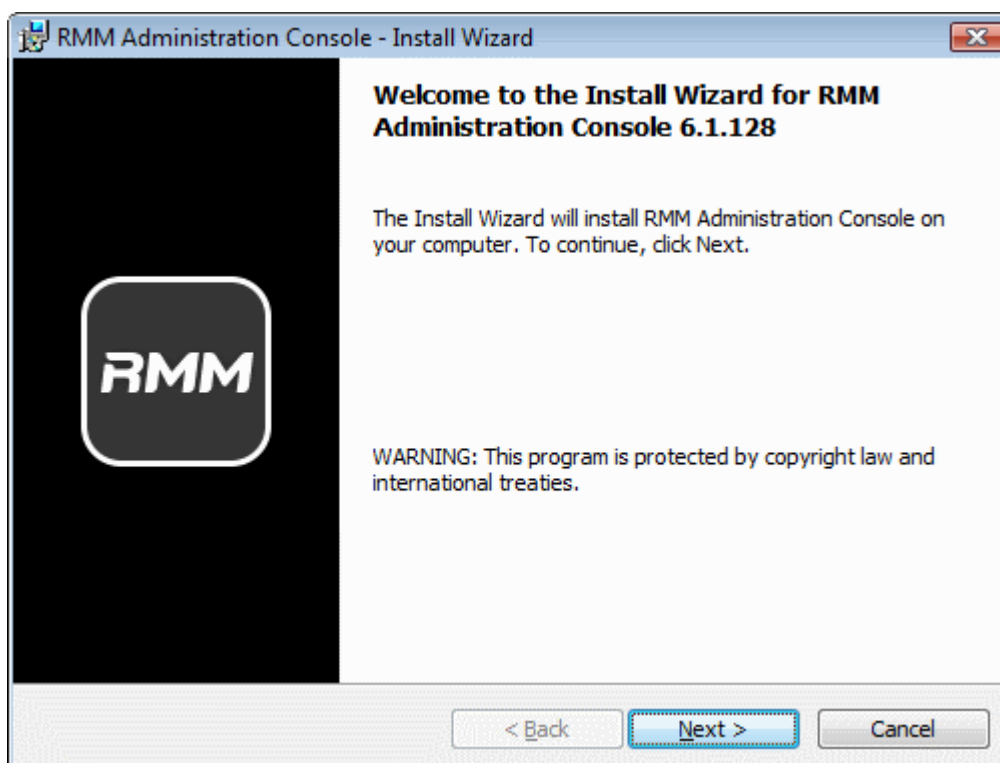 RMM Administration Console - Install Wizard
Welcome to the Install Wizard for RMM
Administration Console 6.1.128
The Install Wizard will install RMM Administration Console on
your computer. To continue, click Next.
RMM
WARNING: This program is protected by copyright law and
international treaties.
< Back
Next >
Cancel